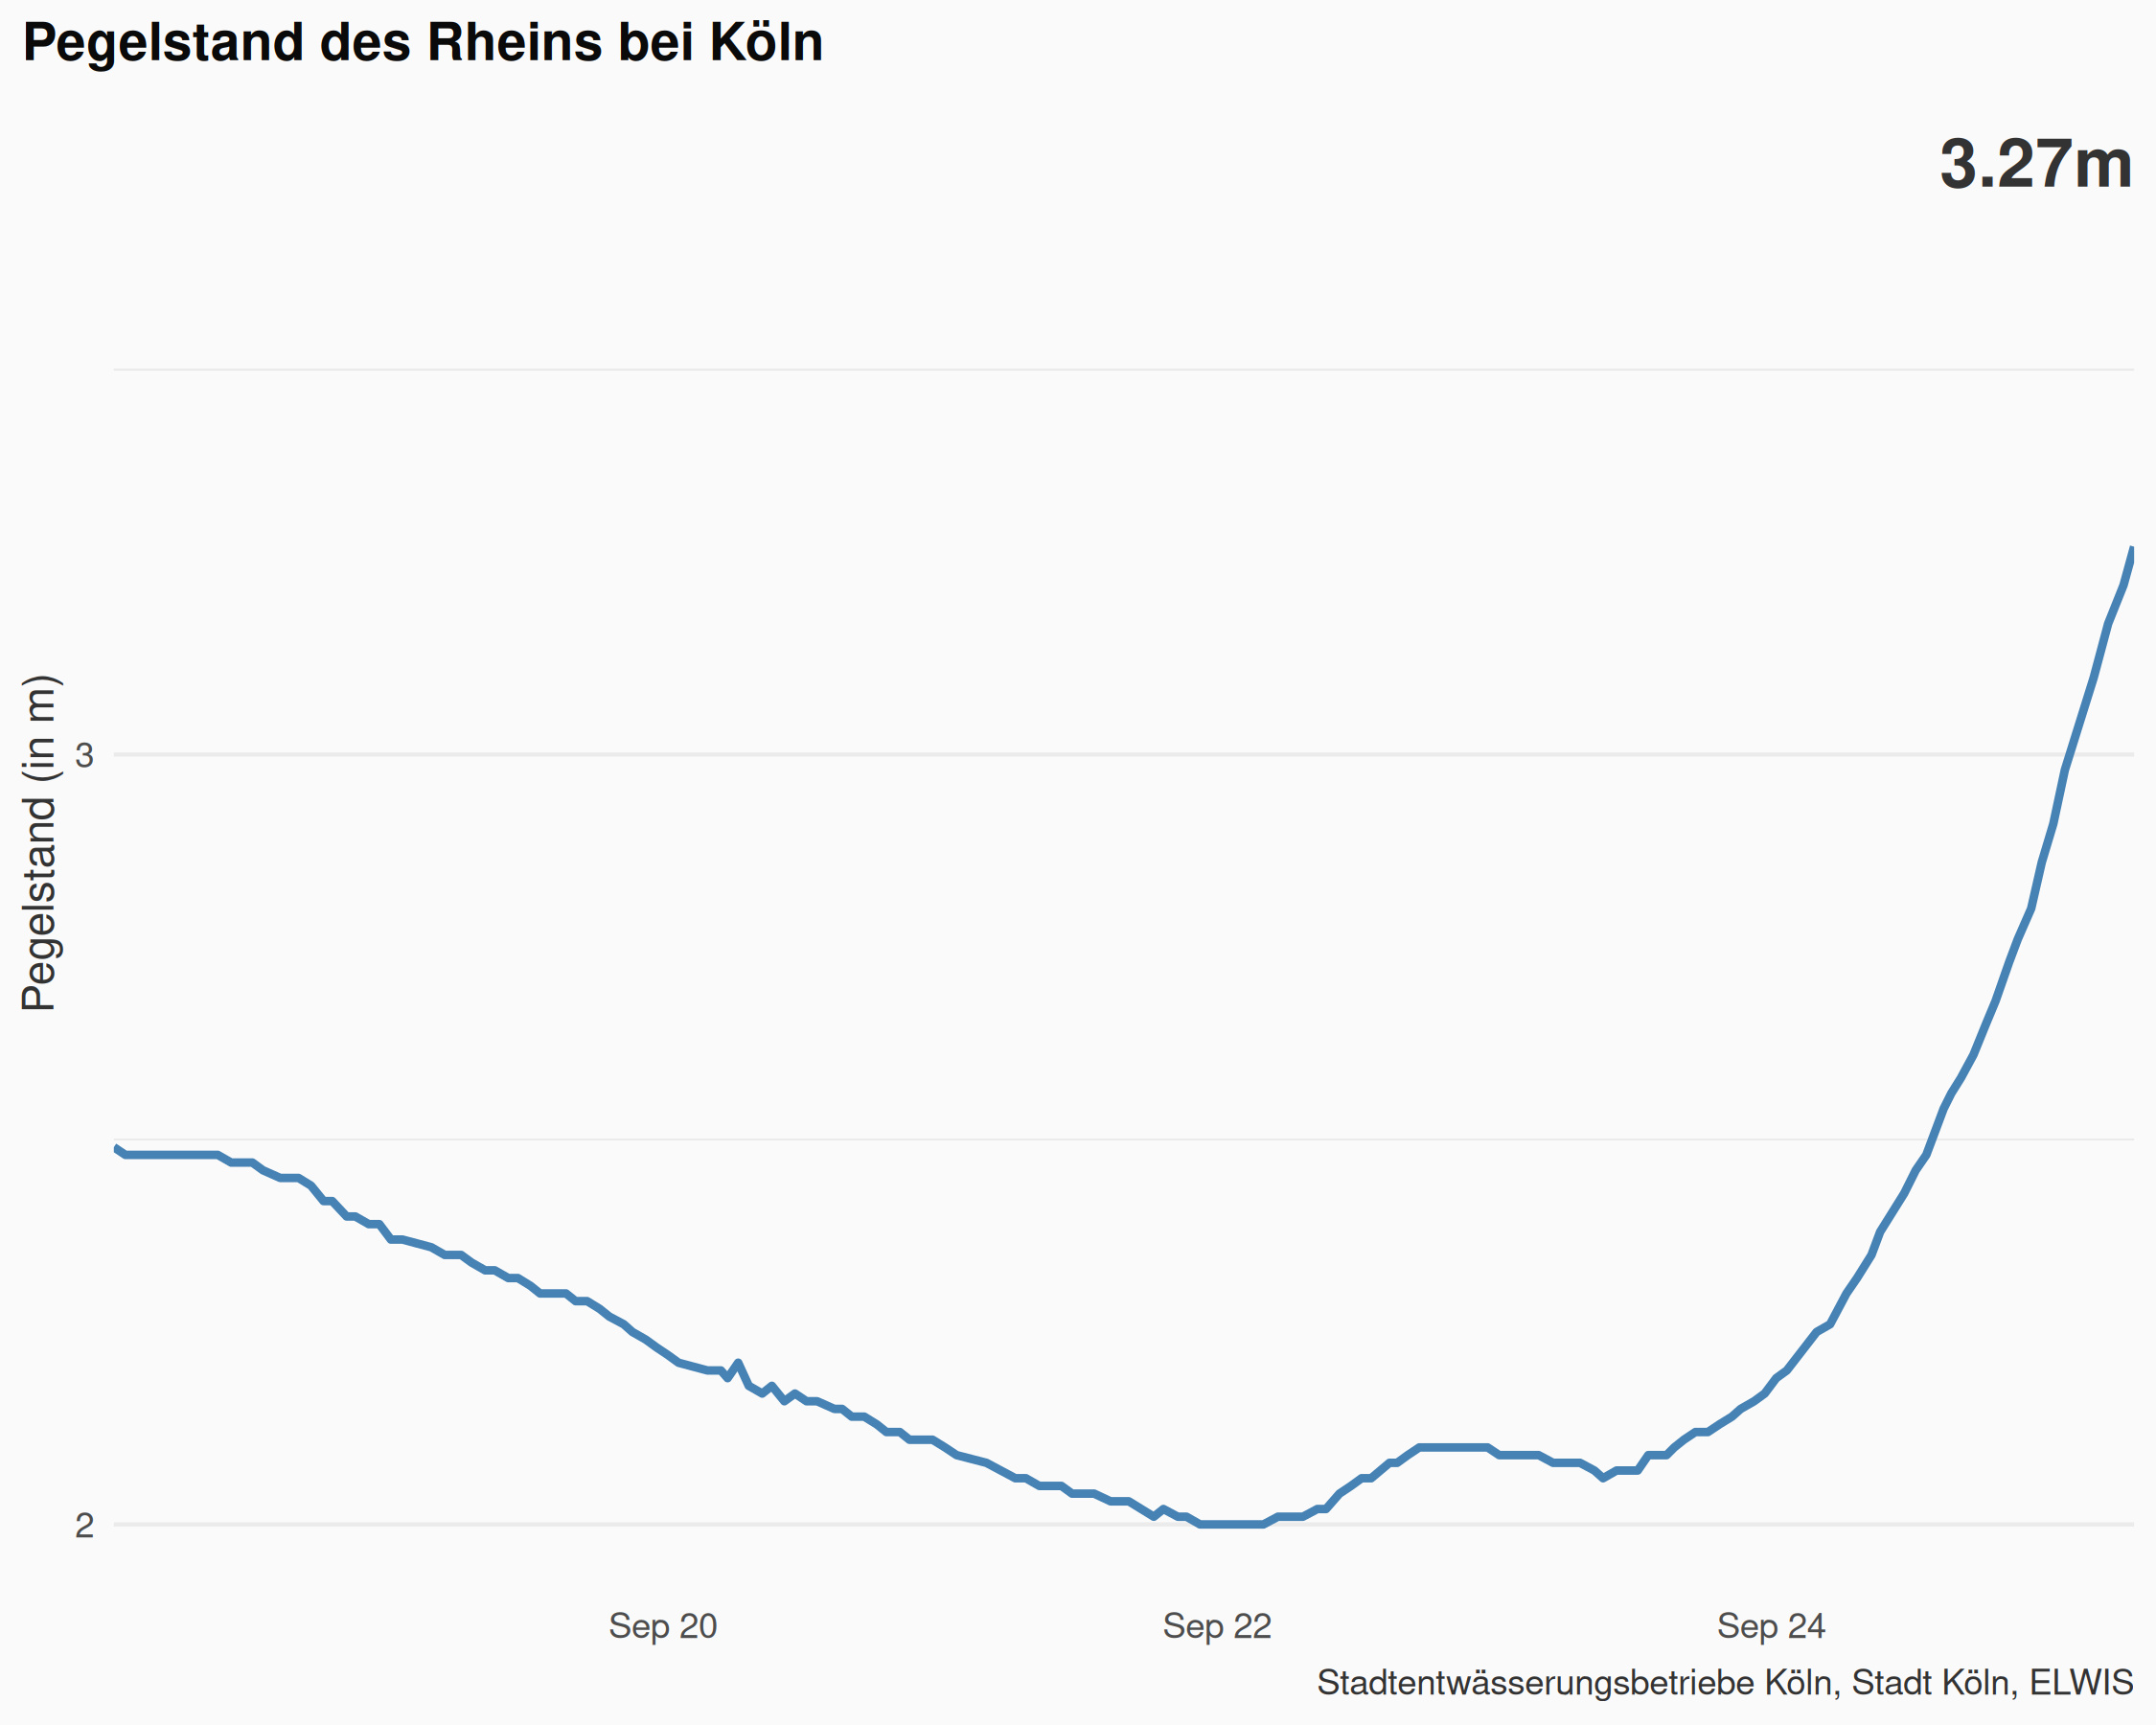 Pegelstand des Rheins bei Köln
3.27m
Pegelstand (in m)
3
2
Sep 20
Sep 22
Sep 24
Stadtentwässerungsbetriebe Köln, Stadt Köln, ELWIS